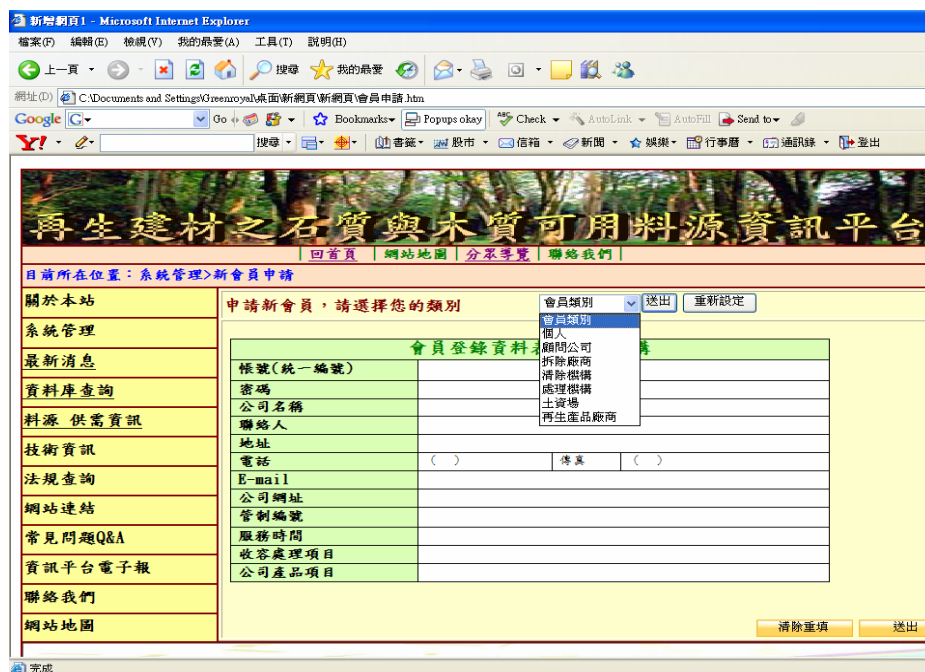 新增網頁1 - Microsoft Internet Explorer
檔案(F) 編輯(E) 檢視(V) 我的最愛(A) 工具(T) 說明(H)
上一頁 搜尋 我的最愛
網址(D) C:\Documents and Settings\Greenroyal\桌面\新網頁\新網頁\會員申請.htm
Google G Go Bookmarks Popups okay Check AutoLink AutoFill Send to
Y! 搜尋 書籤 股市 信箱 新聞 娛樂 行事曆 通訊錄 登出
再生建材之石質與木質可用料源資訊平台
| 回首頁 | 網站地圖 | 分眾導覽 | 聯絡我們 |
目前所在位置：系統管理>新會員申請
關於本站
系統管理
最新消息
資料庫查詢
料源 供需資訊
技術資訊
法規查詢
網站連結
常見問題Q&A
資訊平台電子報
聯絡我們
網站地圖
申請新會員，請選擇您的類別 會員類別 送出 重新設定
會員類別
個人
顧問公司
拆除廠商
清除機構
處理機構
土資場
再生產品廠商
會員登錄資料表
構
帳號(統一編號)
密碼
公司名稱
聯絡人
地址
電話 ( ) 傳真 ( )
E-mail
公司網址
管制編號
服務時間
收容處理項目
公司產品項目
清除重填 送出
完成